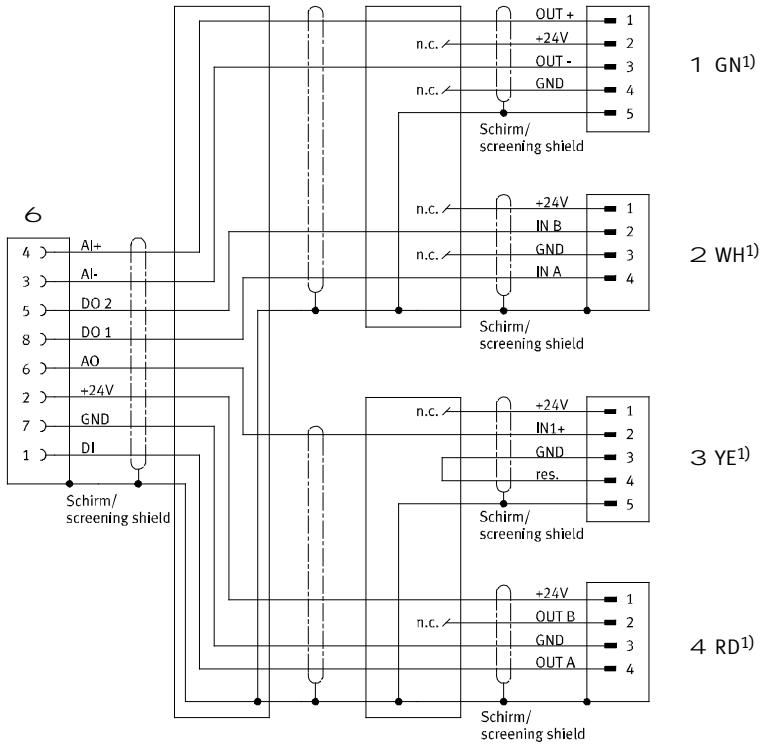 OUT + 1
n.c. +24V 2
OUT - 3
n.c. GND 4
5
1 GN1)
Schirm/
screening shield
n.c. +24V 1
IN B 2
n.c. GND 3
IN A 4
2 WH1)
Schirm/
screening shield
6
4 AI+
3 AI-
5 DO 2
8 DO 1
6 AO
2 +24V
7 GND
1 DI
Schirm/
screening shield
n.c. +24V 1
IN1+ 2
GND 3
res. 4
5
3 YE1)
Schirm/
screening shield
+24V 1
n.c. OUT B 2
GND 3
OUT A 4
4 RD1)
Schirm/
screening shield